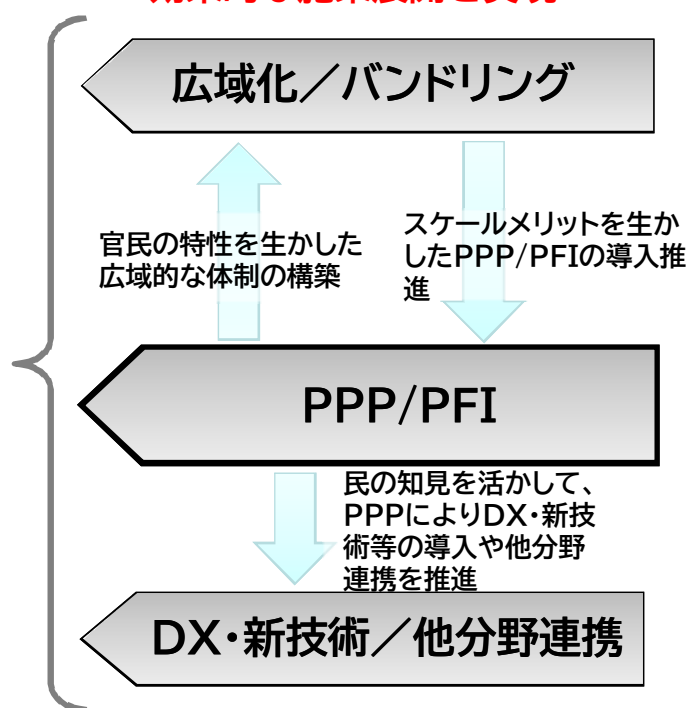 広域化／バンドリング
官民の特性を生かした
広域的な体制の構築
スケールメリットを生か
したPPP/PFIの導入推
進
PPP/PFI
民の知見を活かして、
PPPによりDX・新技
術等の導入や他分野
連携を推進
DX・新技術／他分野連携